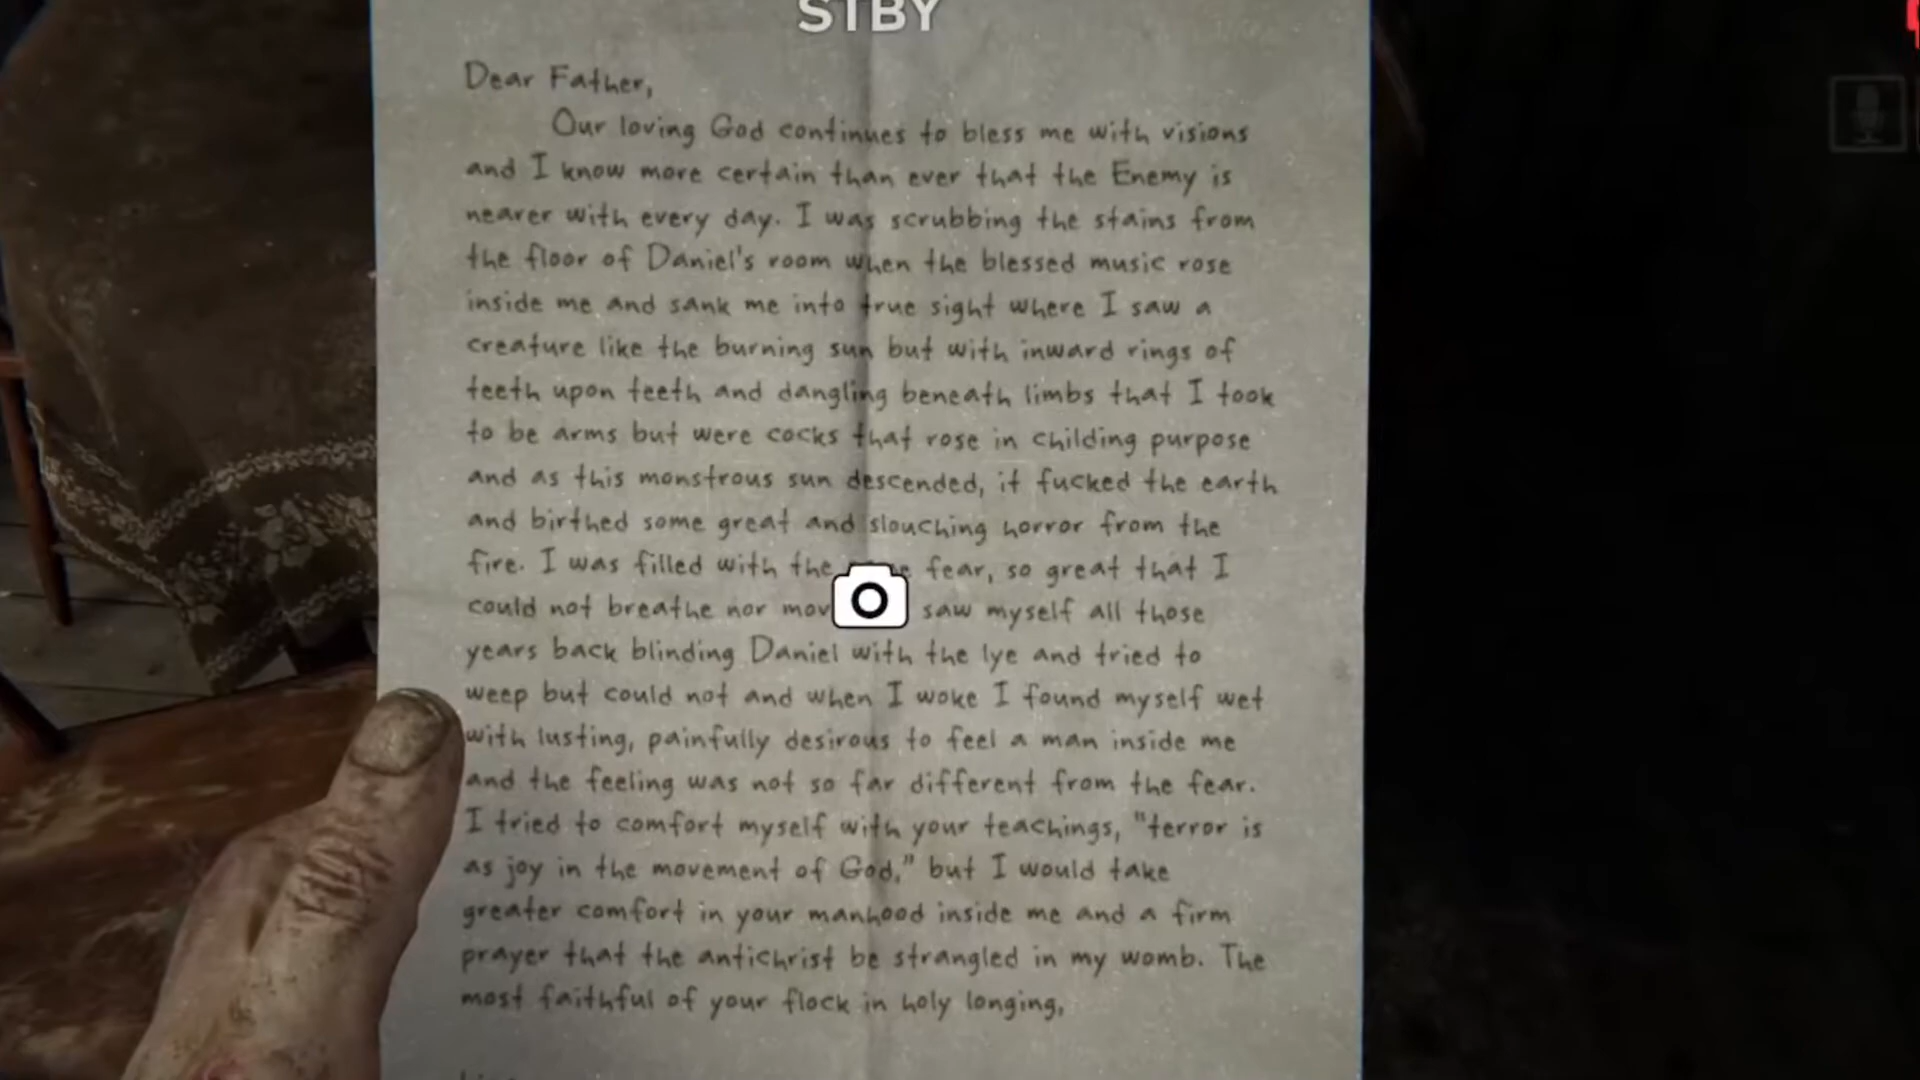 STBY
Dear Father,
Our loving God continues to bless me with visions
and I know more certain than ever that the Enemy is
nearer with every day. I was scrubbing the stains from
the floor of Daniel's room when the blessed music rose
inside me and sank me into true sight where I saw a
creature like the burning sun but with inward rings of
teeth upon teeth and dangling beneath limbs that I took
to be arms but were cocks that rose in childing purpose
and as this monstrous sun descended, it fucked the earth
and birthed some great and slouching horror from the
fire. I was filled with the fear, so great that I
could not breathe nor saw myself all those
years back blinding Daniel with the lye and tried to
weep but could not and when I woke I found myself wet
with lusting, painfully desirous to feel a man inside me
and the feeling was not so far different from the fear.
I tried to comfort myself with your teachings, "terror is
as joy in the movement of God," but I would take
greater comfort in your manhood inside me and a firm
prayer that the antichrist be strangled in my womb. The
most faithful of your flock in holy longing,